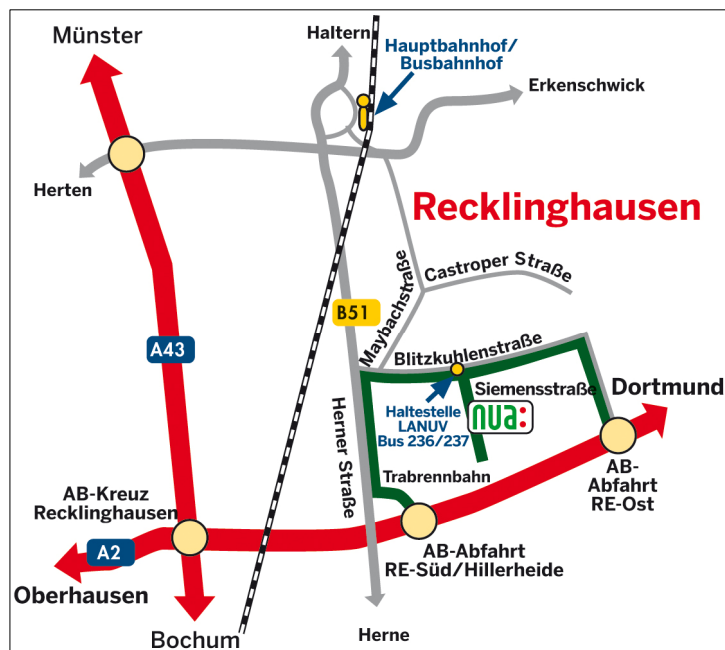 Münster
Haltern
Hauptbahnhof/
Busbahnhof
Erkenschwick
Herten
Recklinghausen
Castroper Straße
Maybachstraße
B51
A43
Blitzkuhlenstraße
Siemensstraße
Dortmund
Haltestelle
LANUV
Bus 236/237
nua:
Herner Straße
Trabrennbahn
AB-
Abfahrt
RE-Ost
AB-Kreuz
Recklinghausen
A2
AB-Abfahrt
RE-Süd/Hillerheide
Oberhausen
Bochum
Herne